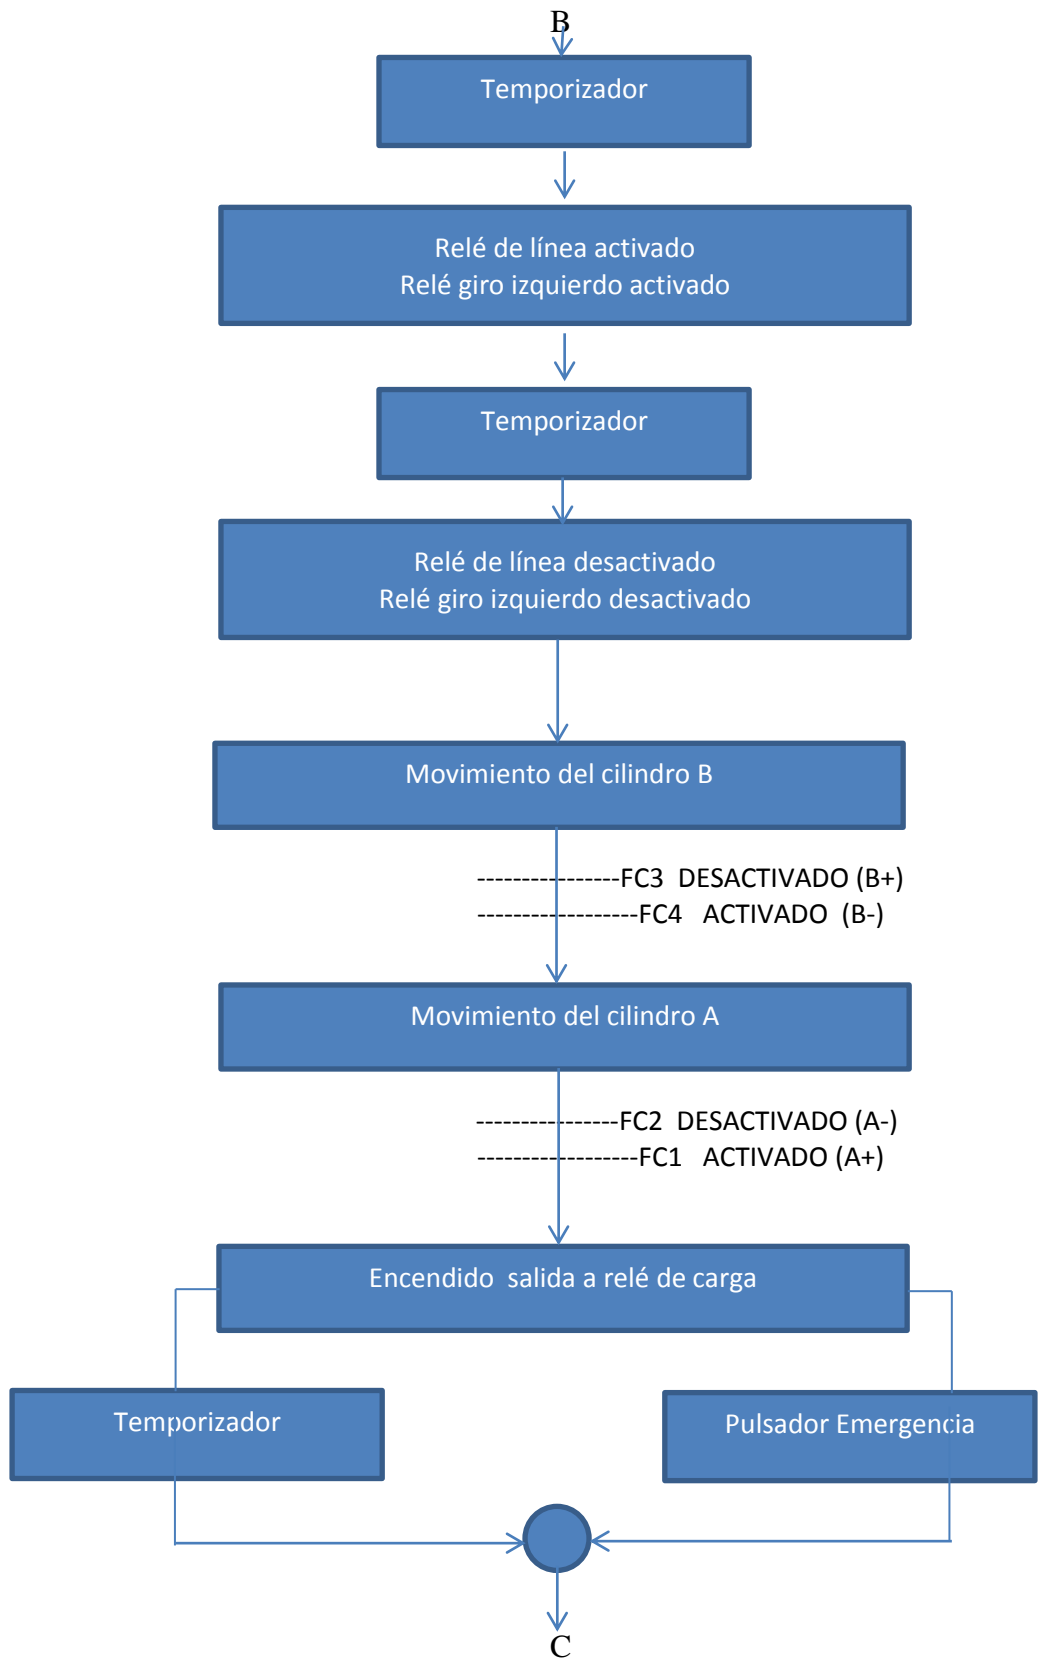 B
Temporizador
Relé de línea activado
Relé giro izquierdo activado
Temporizador
Relé de línea desactivado
Relé giro izquierdo desactivado
Movimiento del cilindro B
----------------FC3  DESACTIVADO (B+)
------------------FC4   ACTIVADO  (B-)
Movimiento del cilindro A
----------------FC2  DESACTIVADO (A-)
------------------FC1   ACTIVADO (A+)
Encendido  salida a relé de carga
Temporizador
Pulsador Emergencia
C